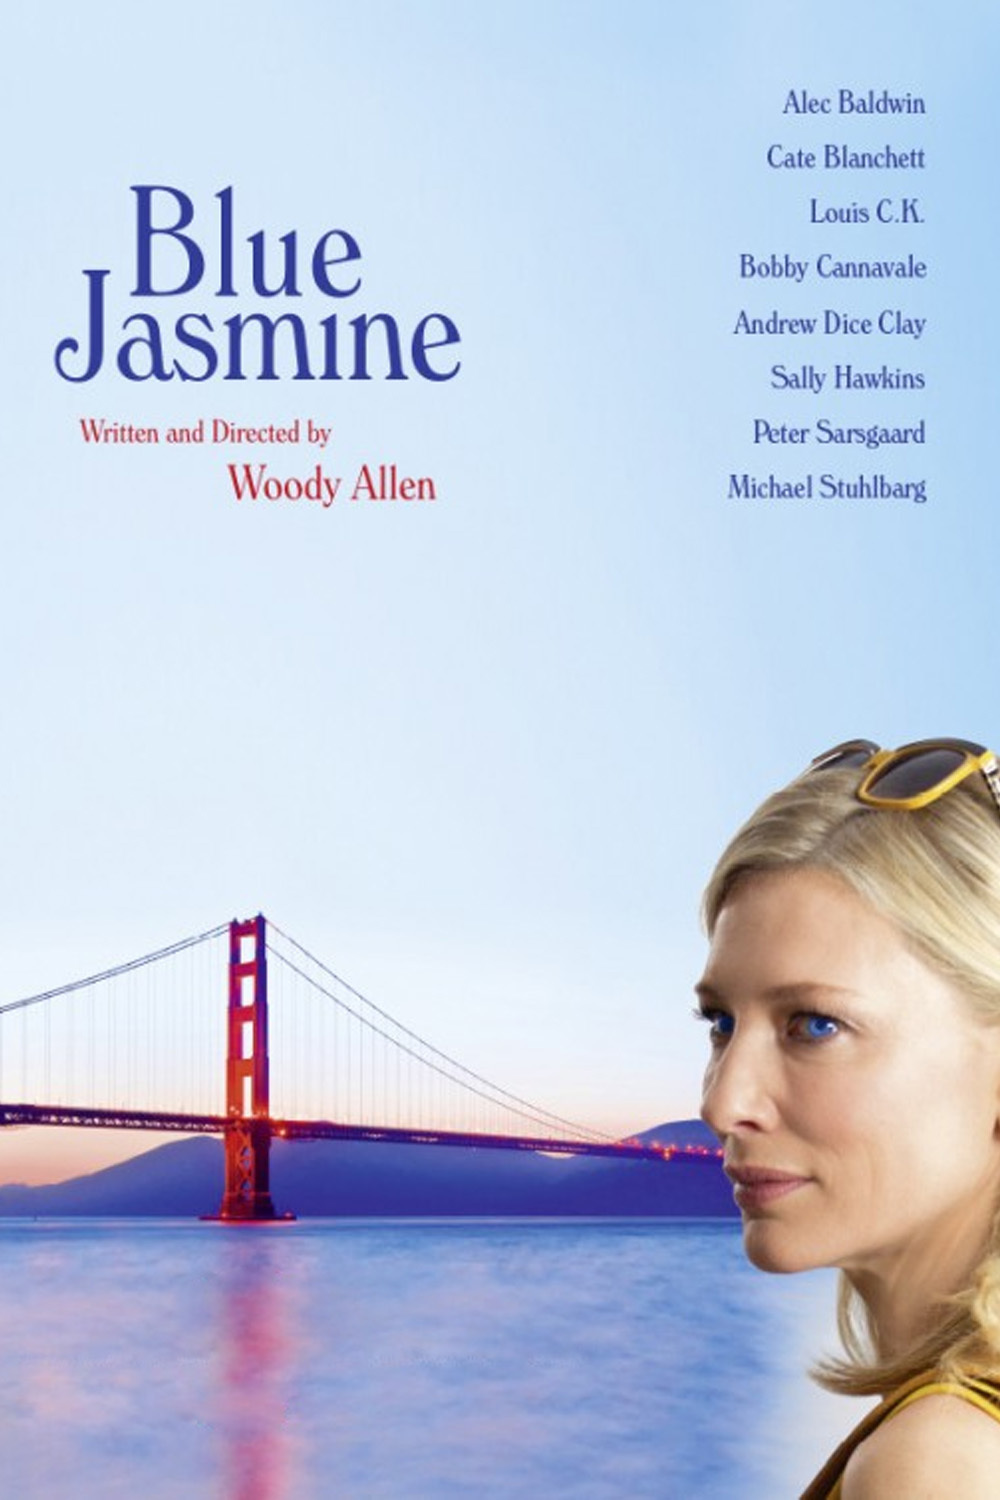 Blue
Jasmine
Written and Directed by
Woody Allen
Alec Baldwin
Cate Blanchett
Louis C.K.
Bobby Cannavale
Andrew Dice Clay
Sally Hawkins
Peter Sarsgaard
Michael Stuhlbarg